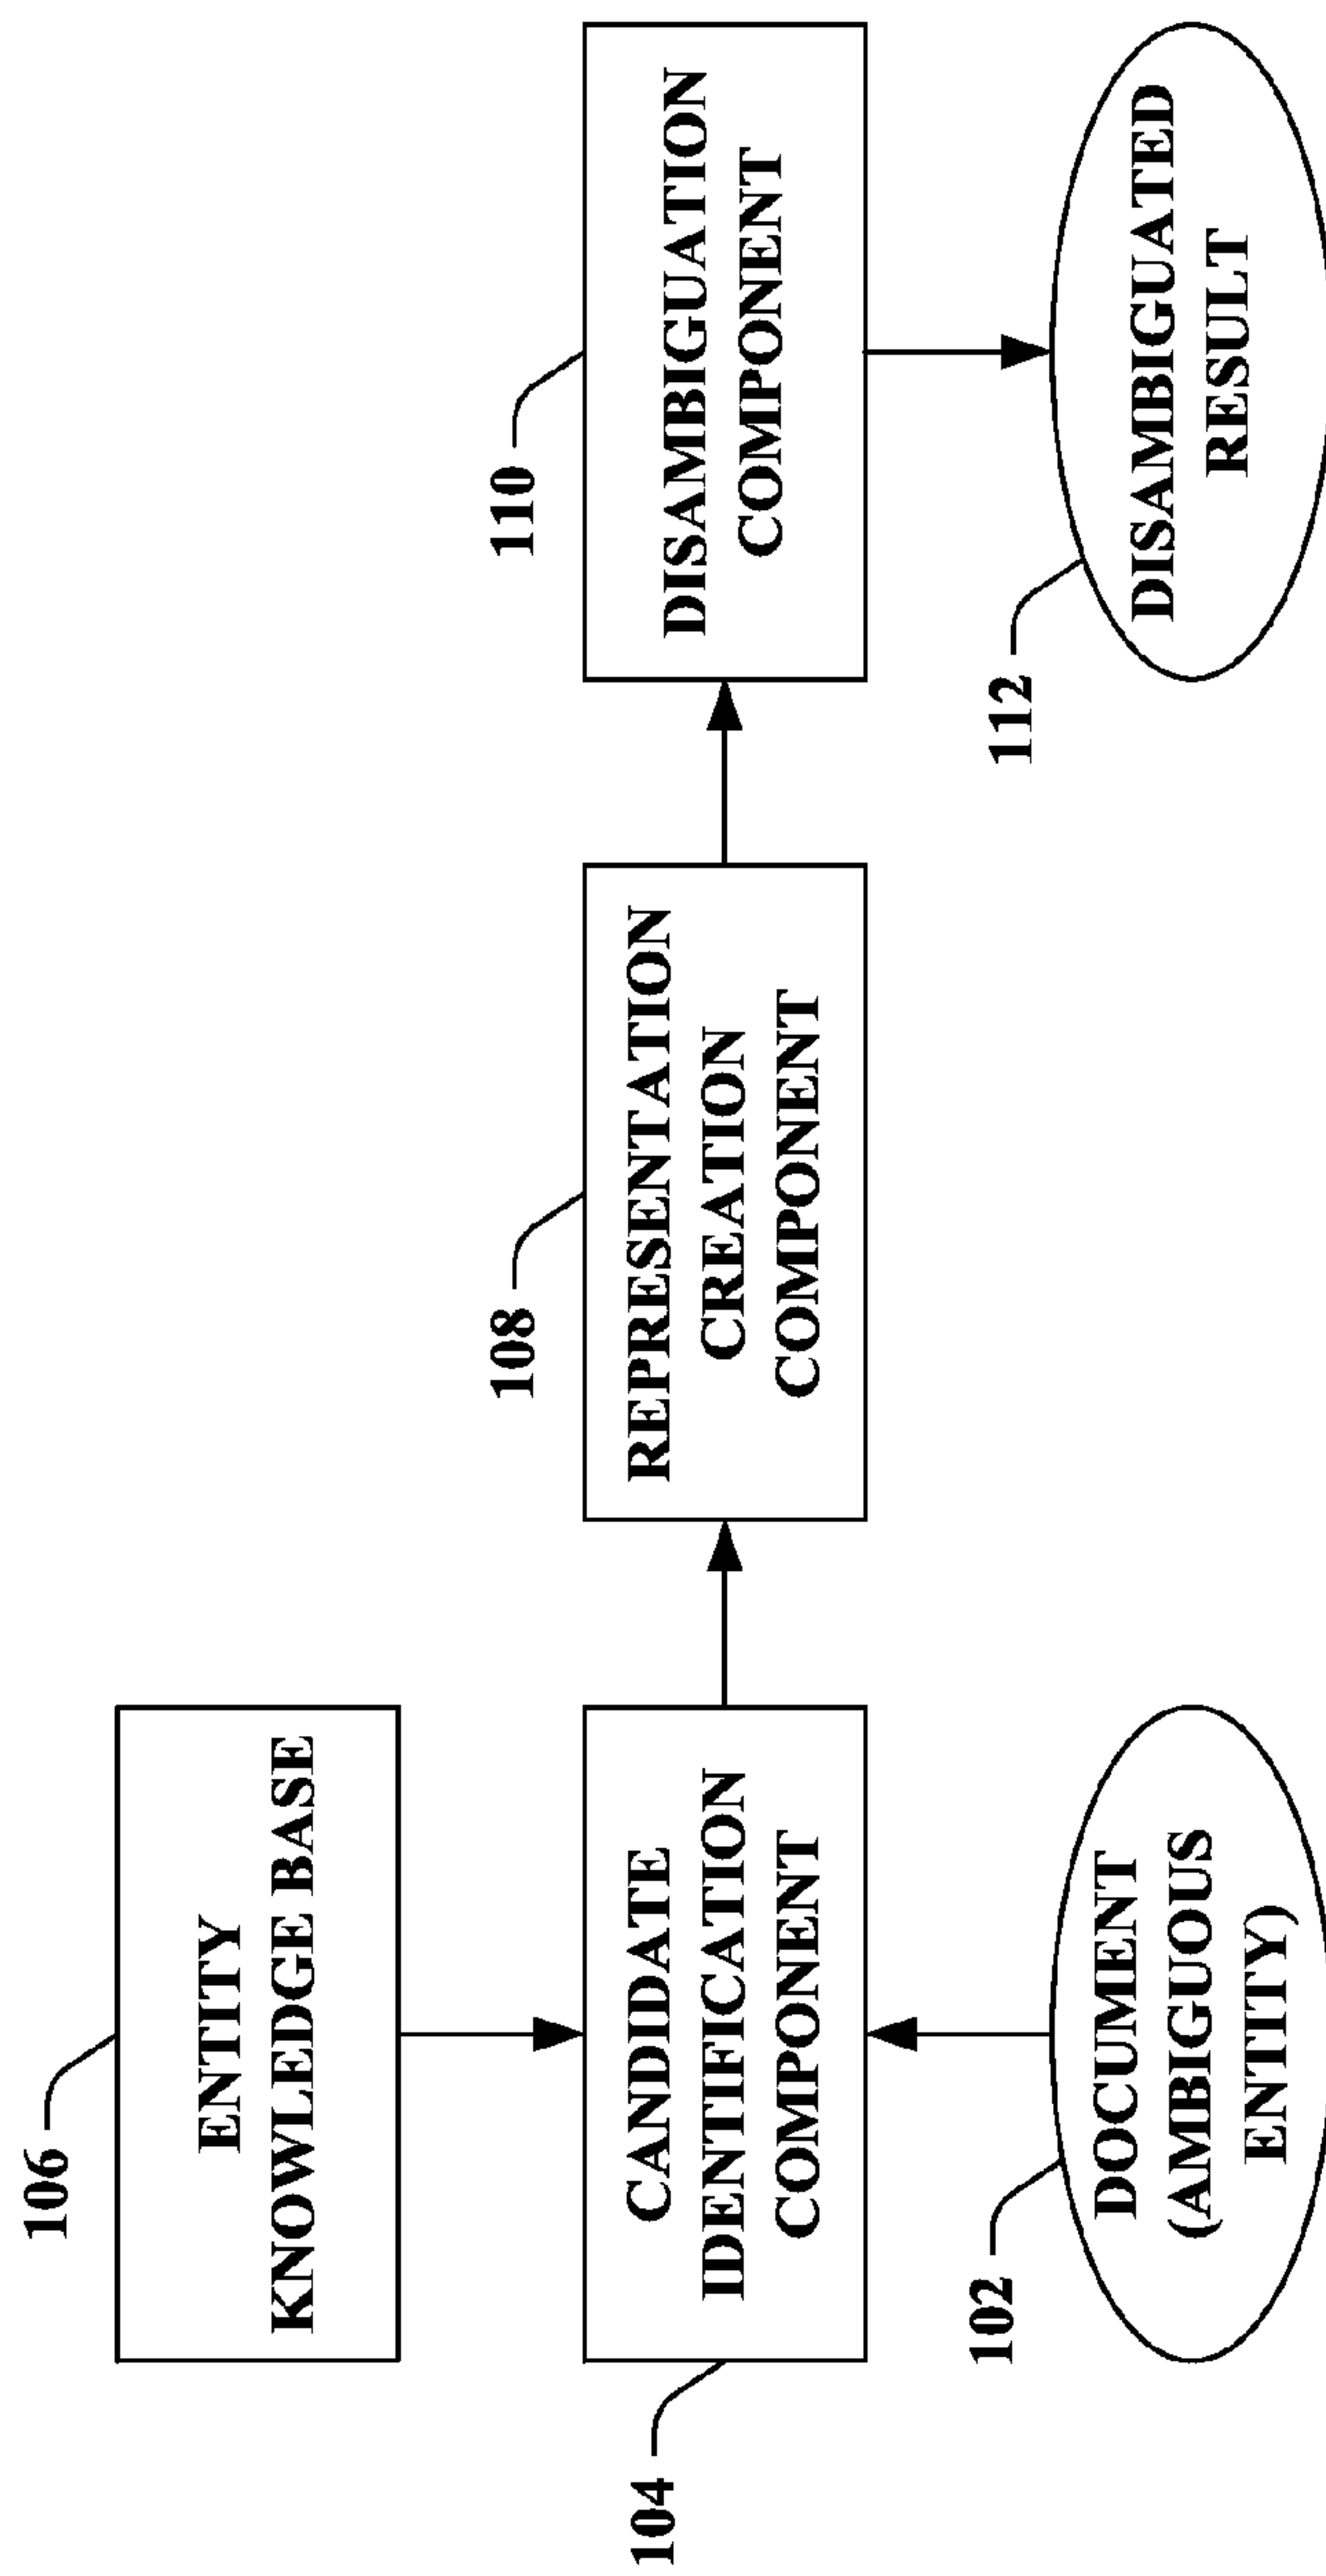 106
ENTITY
KNOWLEDGE BASE
104
CANDIDATE
IDENTIFICATION
COMPONENT
108
REPRESENTATION
CREATION
COMPONENT
110
DISAMBIGUATION
COMPONENT
102
DOCUMENT
(AMBIGUOUS
ENTITY)
112
DISAMBIGUATED
RESULT